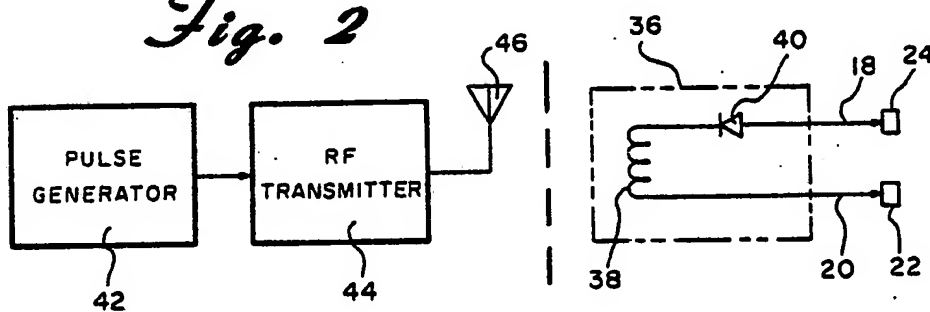 Fig. 2
46
36
40
18
24
PULSE
GENERATOR
RF
TRANSMITTER
42
44
38
20
22